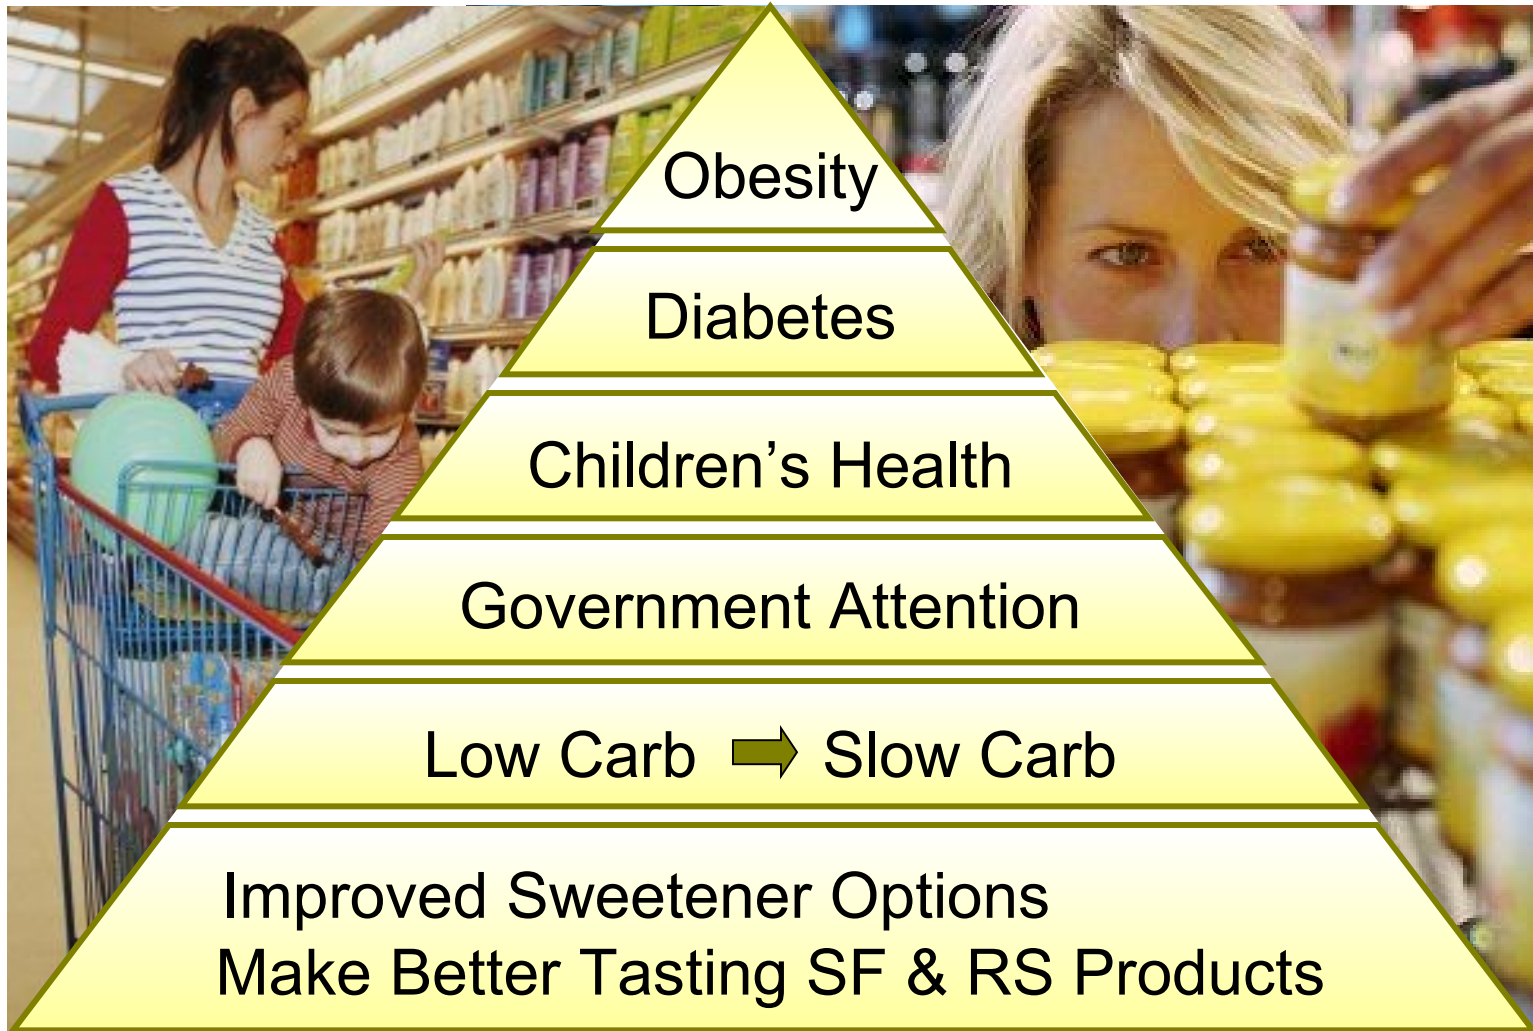 Obesity
Diabetes
Children’s Health
Government Attention
Low Carb Slow Carb
Improved Sweetener Options
Make Better Tasting SF & RS Products